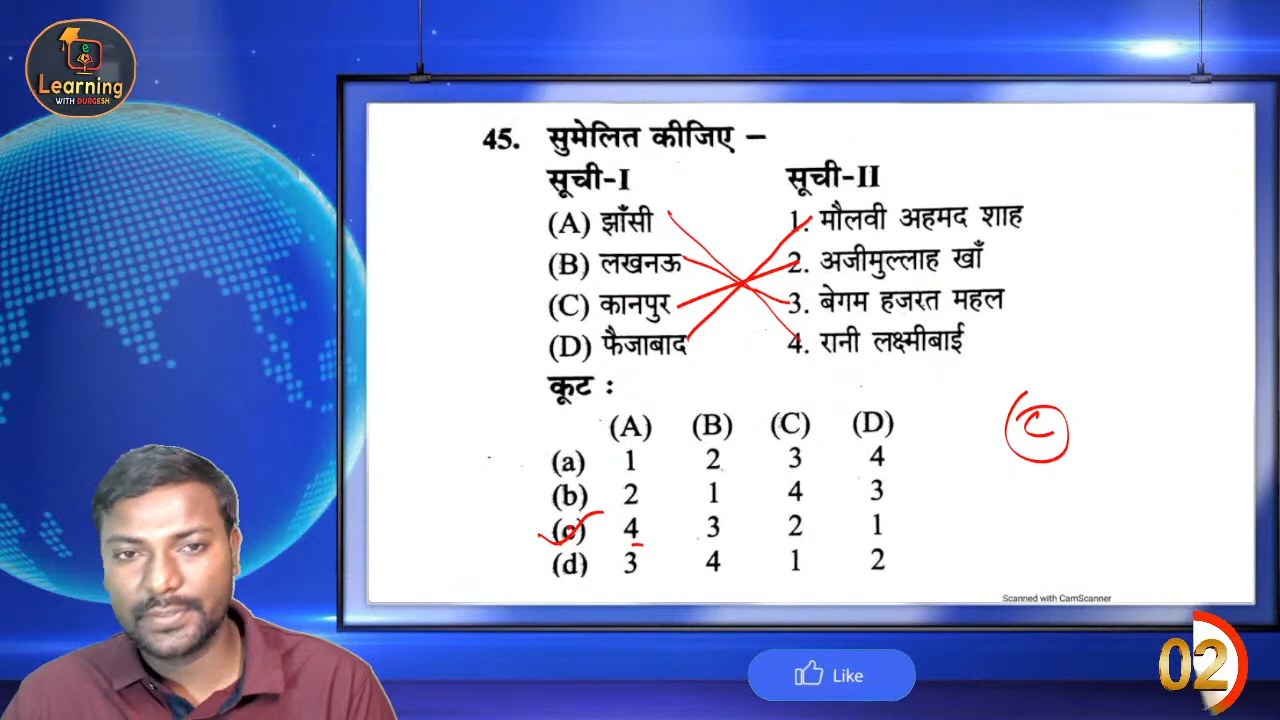 e
Learning
WITH DURGESH
45. सुमेलित कीजिए –
सूची-I सूची-II
(A) झाँसी 1. मौलवी अहमद शाह
(B) लखनऊ 2. अजीमुल्लाह खाँ
(C) कानपुर 3. बेगम हजरत महल
(D) फैजाबाद 4. रानी लक्ष्मीबाई
कूट :
(A) (B) (C) (D)
(a) 1 2 3 4
(b) 2 1 4 3
(c) 4 3 2 1
(d) 3 4 1 2
C
Scanned with CamScanner
02
Like